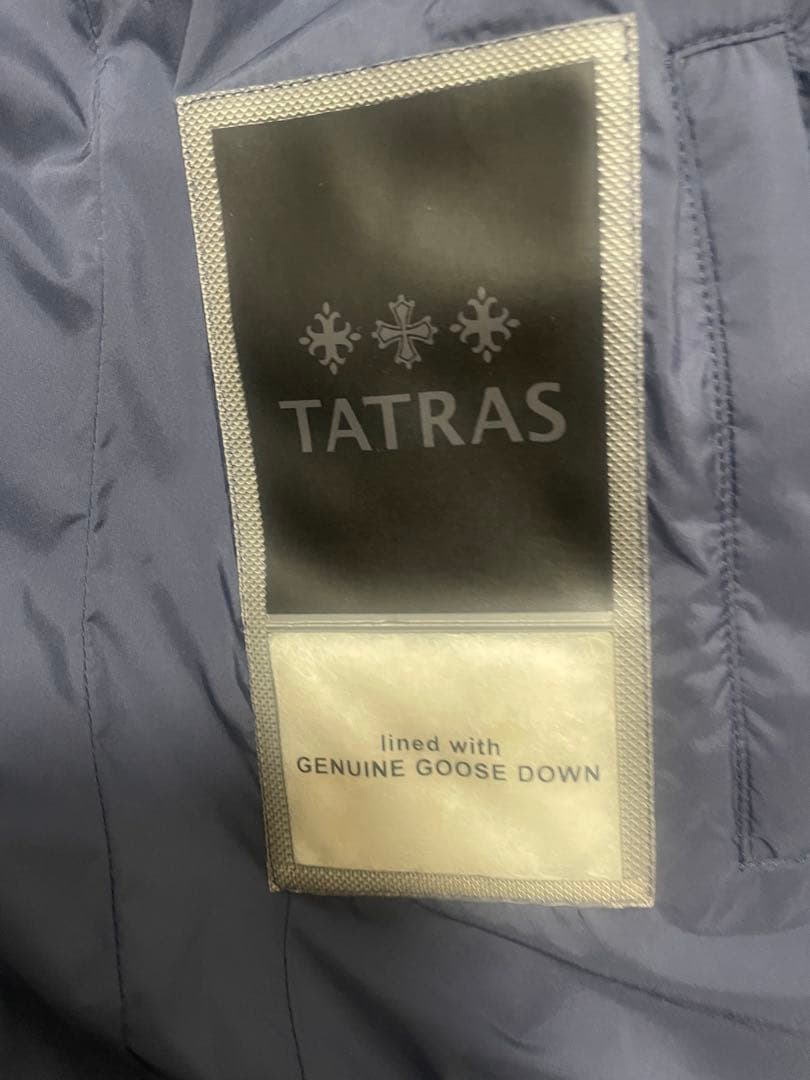 TATRAS
lined with
GENUINE GOOSE DOWN